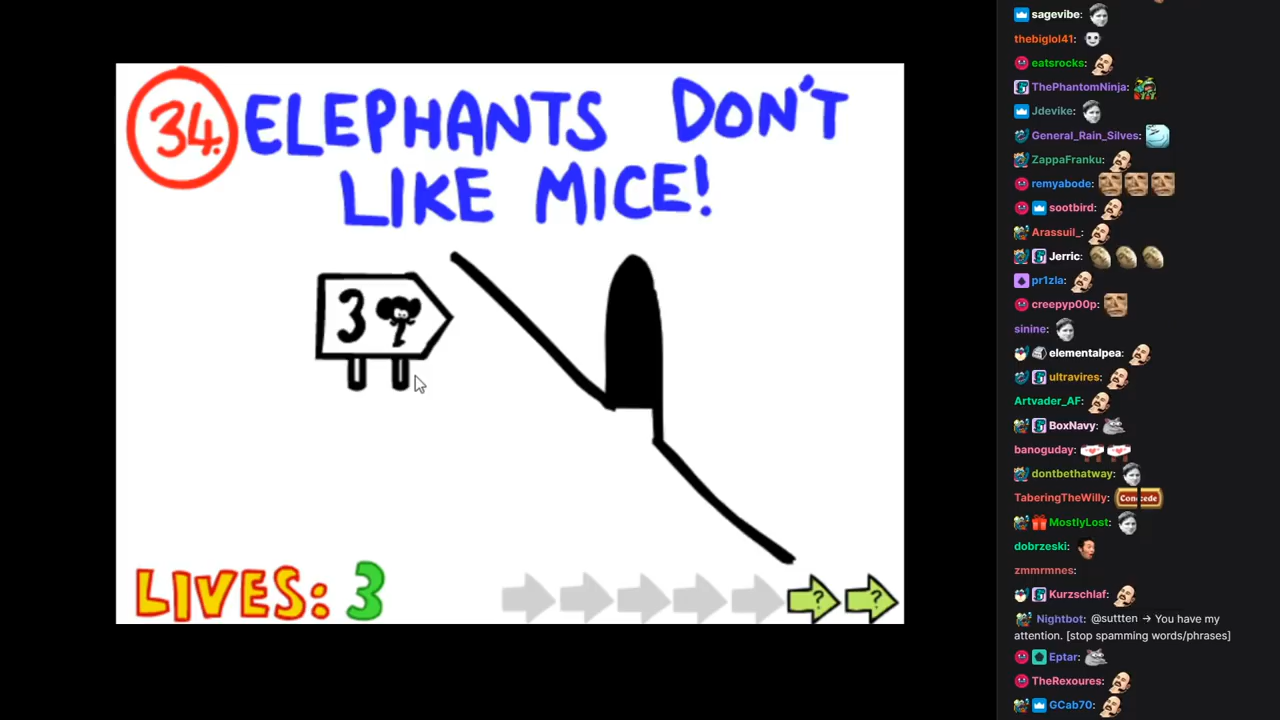 34. ELEPHANTS DON'T
LIKE MICE!
3
LIVES: 3
? ?
sagevibe:
thebiglol41:
eatsrocks:
ThePhantomNinja:
Jdevike:
General_Rain_Silves:
ZappaFranku:
remyabode:
sootbird:
Arassuil_:
Jerric:
pr1zla:
creepyp00p:
sinine:
elementalpea:
ultravires:
Artvader_AF:
BoxNavy:
banoguday:
dontbethatway:
TaberingTheWilly: Concede
MostlyLost:
dobrzeski:
zmmrmnes:
Kurzschlaf:
Nightbot: @suttten → You have my
attention. [stop spamming words/phrases]
Eptar:
TheRexoures:
GCab70: